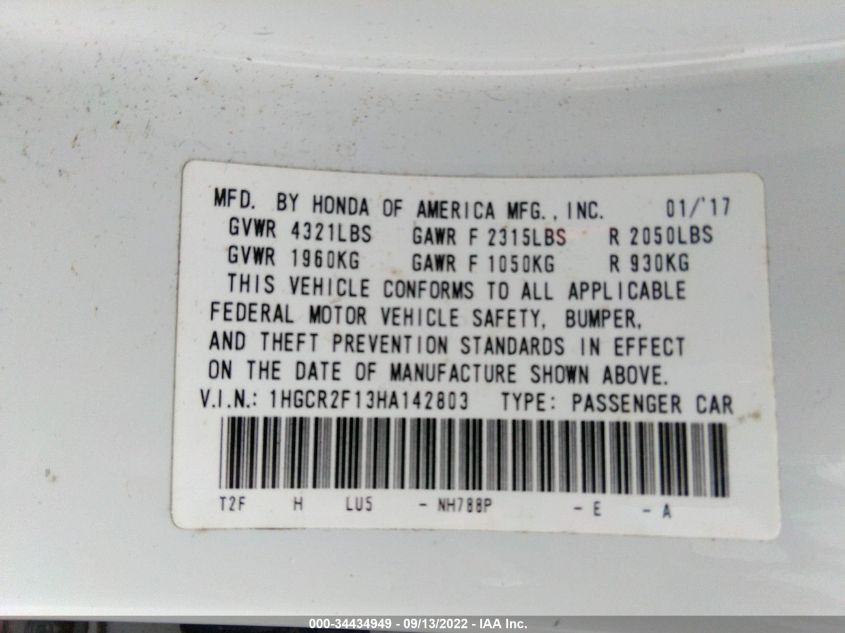 MFD. BY HONDA OF AMERICA MFG., INC. 01/'17
GVWR 4321LBS GAWR F 2315LBS R 2050LBS
GVWR 1960KG GAWR F 1050KG R 930KG
THIS VEHICLE CONFORMS TO ALL APPLICABLE
FEDERAL MOTOR VEHICLE SAFETY, BUMPER,
AND THEFT PREVENTION STANDARDS IN EFFECT
ON THE DATE OF MANUFACTURE SHOWN ABOVE.
V.I.N.: 1HGCR2F13HA142803 TYPE: PASSENGER CAR
T2F H LU5 - NH788P - E - A
000-34434949 - 09/13/2022 - IAA Inc.